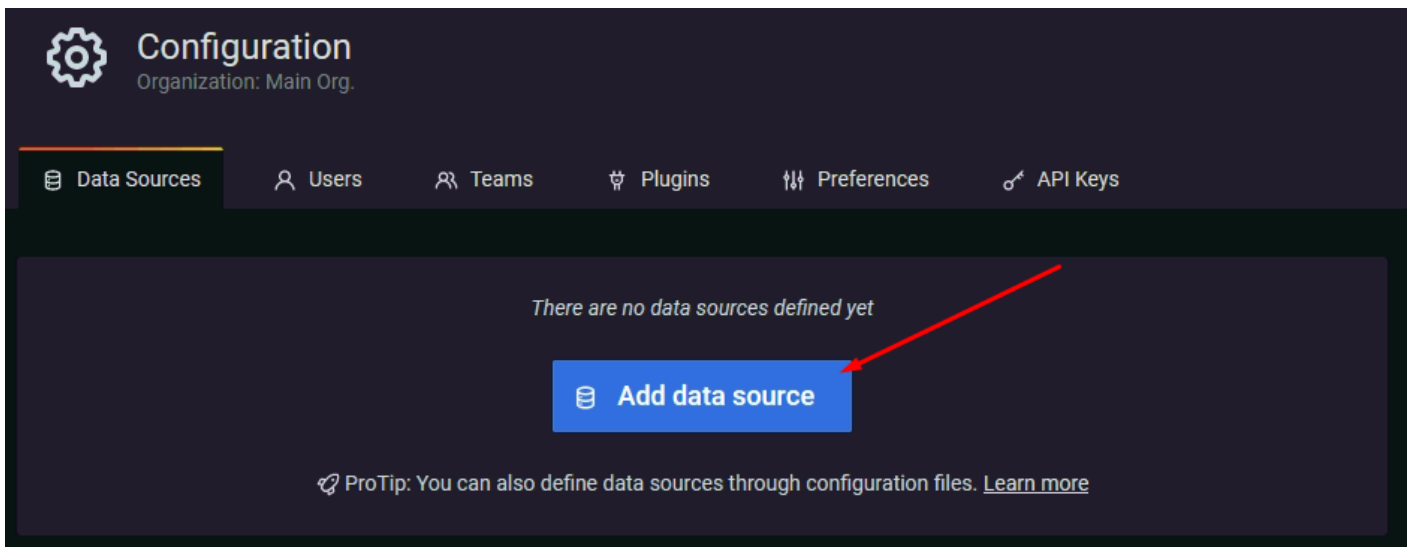 Configuration
Organization: Main Org.
Data Sources Users Teams Plugins Preferences API Keys
There are no data sources defined yet
Add data source
ProTip: You can also define data sources through configuration files. Learn more